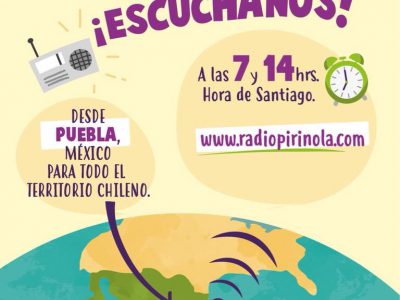 ¡ESCÚCHANOS!
A las 7 y 14hrs.
Hora de Santiago.
www.radiopirinola.com
DESDE
PUEBLA,
MÉXICO
PARA TODO EL
TERRITORIO CHILENO.